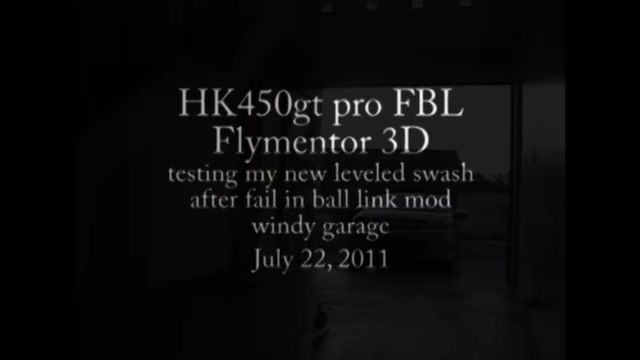 HK450gt pro FBL
Flymentor 3D
testing my new leveled swash
after fail in ball link mod
windy garage
July 22, 2011